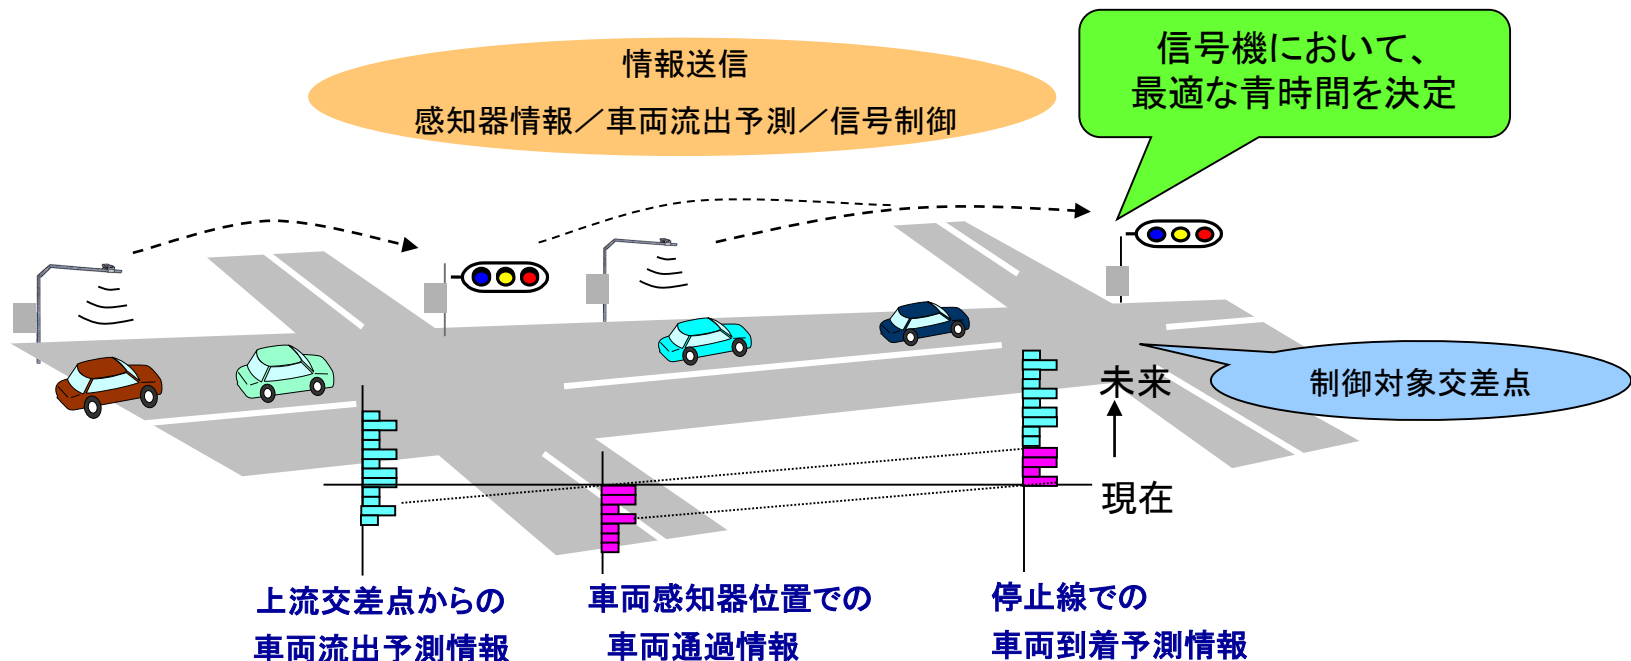 情報送信
感知器情報／車両流出予測／信号制御
信号機において、
最適な青時間を決定
制御対象交差点
未来
現在
上流交差点からの
車両流出予測情報
車両感知器位置での
車両通過情報
停止線での
車両到着予測情報